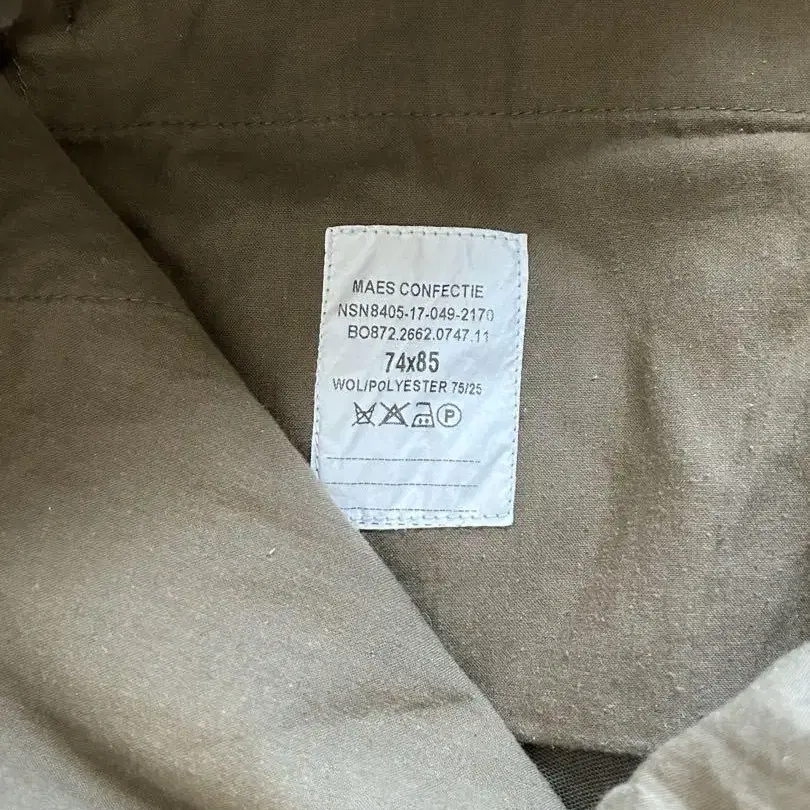 MAES CONFECTIE
NSN8405-17-049-2170
BO872.2662.0747.11
74x85
WOL/POLYESTER 75/25
P